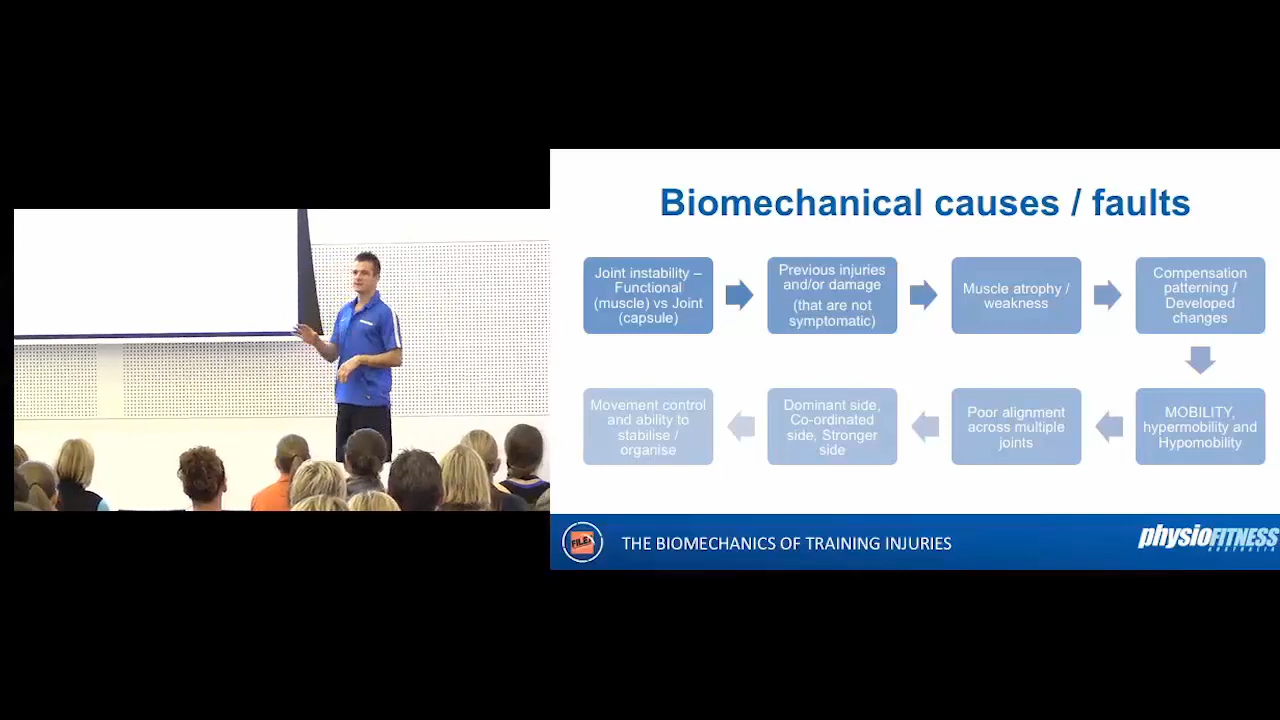 Biomechanical causes / faults
Joint instability –
Functional
(muscle) vs Joint
(capsule)
Previous injuries
and/or damage
(that are not
symptomatic)
Muscle atrophy /
weakness
Compensation
patterning /
Developed
changes
MOBILITY,
hypermobility and
Hypomobility
Poor alignment
across multiple
joints
Dominant side,
Co-ordinated
side, Stronger
side
Movement control
and ability to
stabilise /
organise
FILEX
THE BIOMECHANICS OF TRAINING INJURIES
physioFITNESS
AUSTRALIA